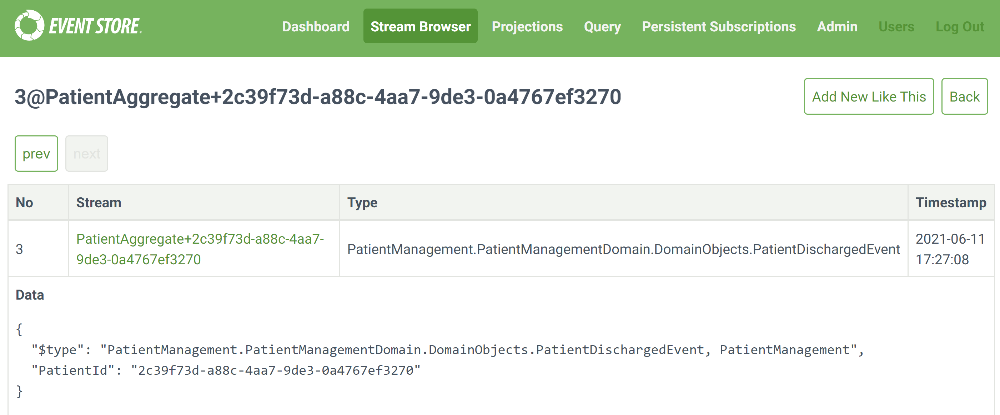 EVENT STORE®
Dashboard Stream Browser Projections Query Persistent Subscriptions Admin Users Log Out
3@PatientAggregate+2c39f73d-a88c-4aa7-9de3-0a4767ef3270
Add New Like This Back
prev next
No Stream Type Timestamp
3
PatientAggregate+2c39f73d-a88c-4aa7-
9de3-0a4767ef3270
PatientManagement.PatientManagementDomain.DomainObjects.PatientDischargedEvent
2021-06-11
17:27:08
Data
{
"$type": "PatientManagement.PatientManagementDomain.DomainObjects.PatientDischargedEvent, PatientManagement",
"PatientId": "2c39f73d-a88c-4aa7-9de3-0a4767ef3270"
}